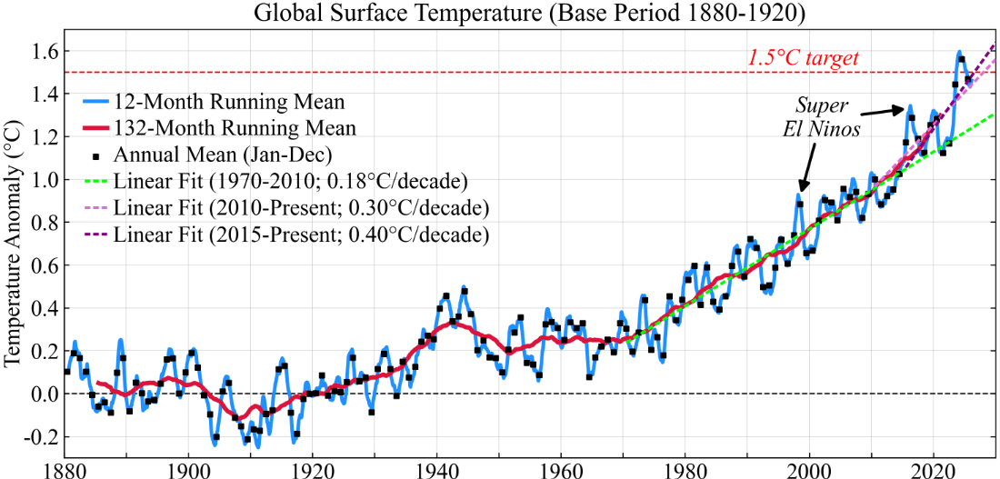 Global Surface Temperature (Base Period 1880-1920)
Temperature Anomaly (°C)
1.6
1.4
1.2
1.0
0.8
0.6
0.4
0.2
0.0
-0.2
1.5°C target
12-Month Running Mean
132-Month Running Mean
Annual Mean (Jan-Dec)
Linear Fit (1970-2010; 0.18°C/decade)
Linear Fit (2010-Present; 0.30°C/decade)
Linear Fit (2015-Present; 0.40°C/decade)
Super
El Ninos
1880 1900 1920 1940 1960 1980 2000 2020